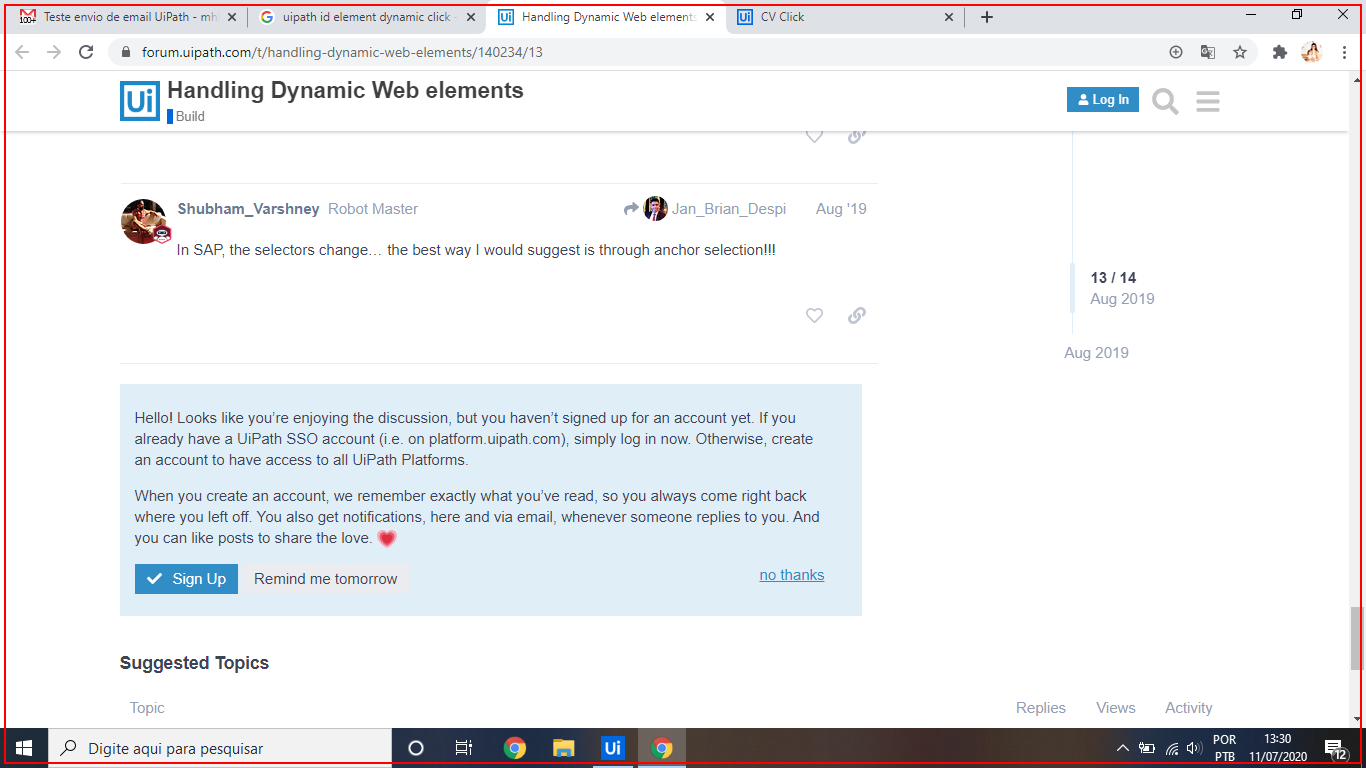 100+
Teste envio de email UiPath - mhl
uipath id element dynamic click -
Ui
Handling Dynamic Web elements
Ui
CV Click
forum.uipath.com/t/handling-dynamic-web-elements/140234/13
Ui
Handling Dynamic Web elements
Build
Log In
Shubham_Varshney Robot Master
Jan_Brian_Despi
Aug '19
In SAP, the selectors change… the best way I would suggest is through anchor selection!!!
13 / 14
Aug 2019
Aug 2019
Hello! Looks like you’re enjoying the discussion, but you haven’t signed up for an account yet. If you
already have a UiPath SSO account (i.e. on platform.uipath.com), simply log in now. Otherwise, create
an account to have access to all UiPath Platforms.
When you create an account, we remember exactly what you’ve read, so you always come right back
where you left off. You also get notifications, here and via email, whenever someone replies to you. And
you can like posts to share the love.
Sign Up
Remind me tomorrow
no thanks
Suggested Topics
Topic
Replies
Views
Activity
Digite aqui para pesquisar
Ui
POR
PTB
13:30
11/07/2020
12